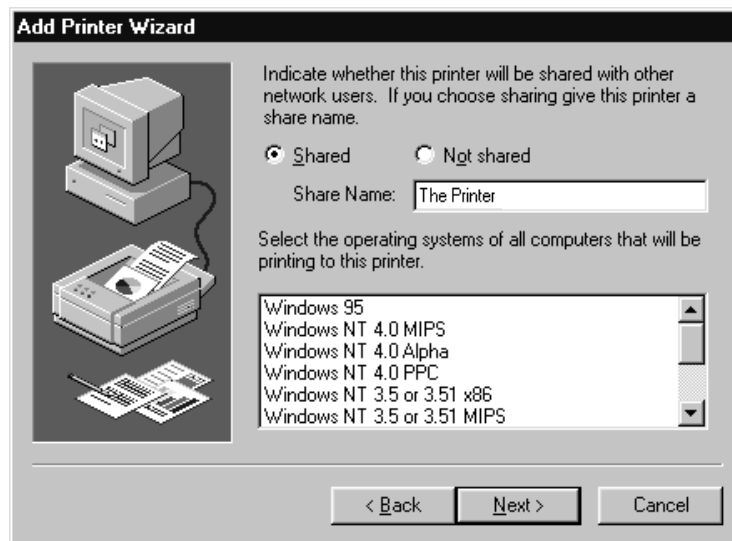 Add Printer Wizard
Indicate whether this printer will be shared with other
network users. If you choose sharing give this printer a
share name.
Shared Not shared
Share Name: The Printer
Select the operating systems of all computers that will be
printing to this printer.
Windows 95
Windows NT 4.0 MIPS
Windows NT 4.0 Alpha
Windows NT 4.0 PPC
Windows NT 3.5 or 3.51 x86
Windows NT 3.5 or 3.51 MIPS
< Back Next > Cancel